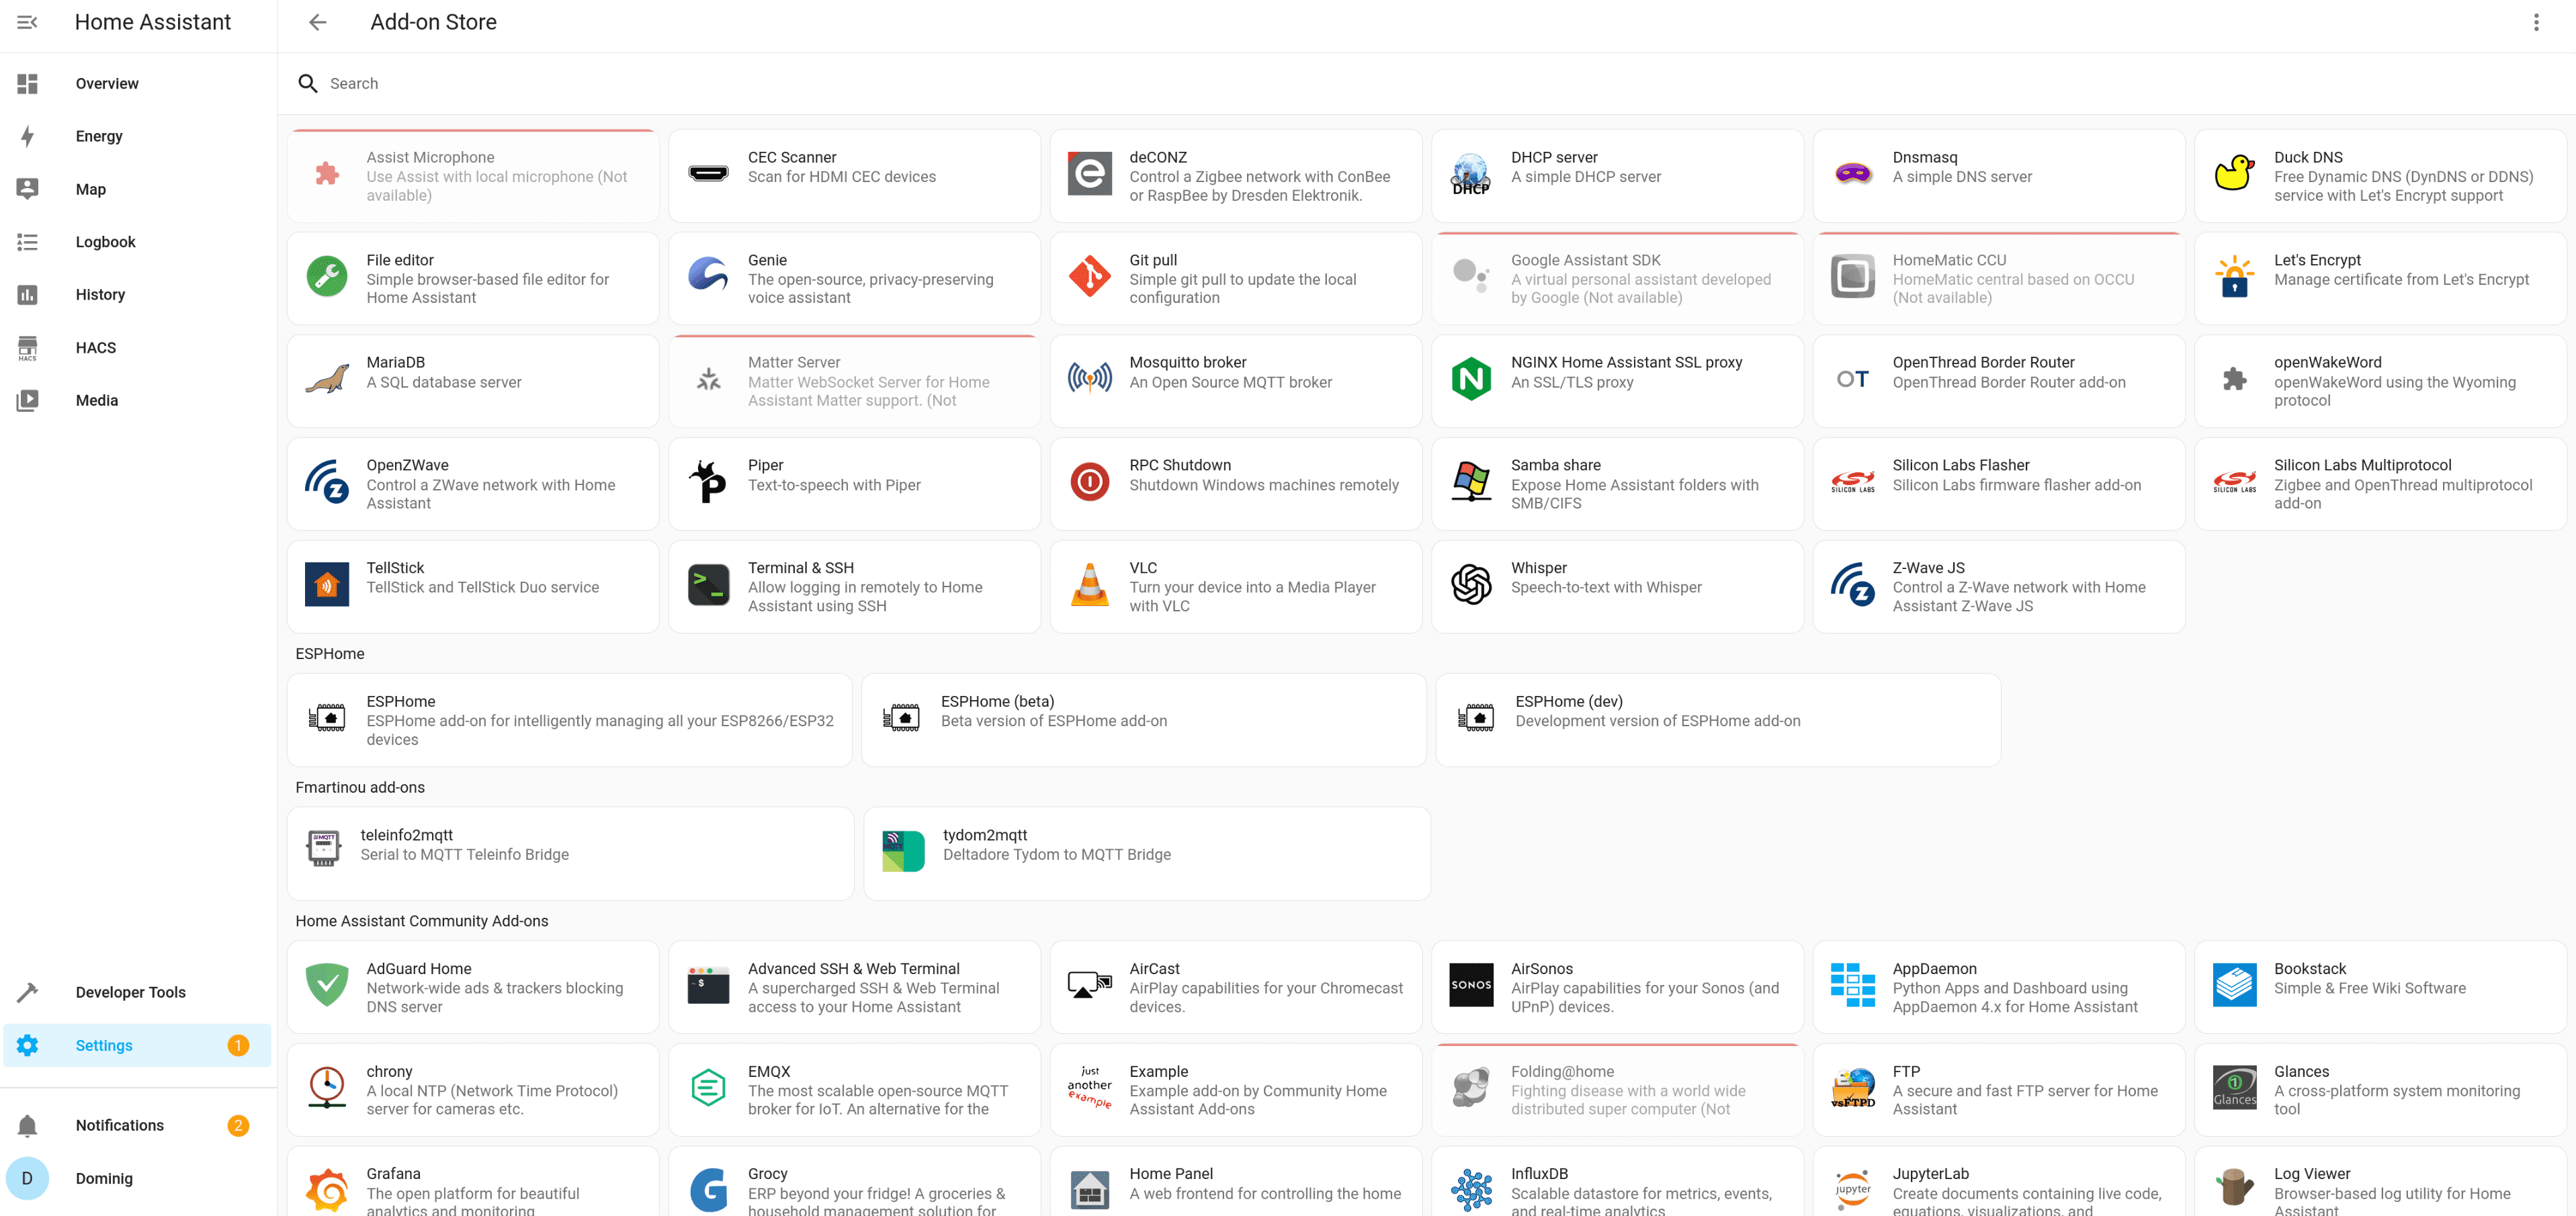 Home Assistant
Add-on Store
Overview
Energy
Map
Logbook
History
HACS
HACS
Media
Developer Tools
Settings
1
Notifications
2
D
Dominig
Search
Assist Microphone
Use Assist with local microphone (Not
available)
CEC Scanner
Scan for HDMI CEC devices
deCONZ
Control a Zigbee network with ConBee
or RaspBee by Dresden Elektronik.
DHCP
DHCP server
A simple DHCP server
Dnsmasq
A simple DNS server
Duck DNS
Free Dynamic DNS (DynDNS or DDNS)
service with Let's Encrypt support
File editor
Simple browser-based file editor for
Home Assistant
Genie
The open-source, privacy-preserving
voice assistant
Git pull
Simple git pull to update the local
configuration
Google Assistant SDK
A virtual personal assistant developed
by Google (Not available)
HomeMatic CCU
HomeMatic central based on OCCU
(Not available)
Let's Encrypt
Manage certificate from Let's Encrypt
MariaDB
A SQL database server
Matter Server
Matter WebSocket Server for Home
Assistant Matter support. (Not
Mosquitto broker
An Open Source MQTT broker
N
NGINX Home Assistant SSL proxy
An SSL/TLS proxy
OT
OpenThread Border Router
OpenThread Border Router add-on
openWakeWord
openWakeWord using the Wyoming
protocol
Z
OpenZWave
Control a ZWave network with Home
Assistant
Piper
Text-to-speech with Piper
RPC Shutdown
Shutdown Windows machines remotely
Samba share
Expose Home Assistant folders with
SMB/CIFS
SILICON LABS
Silicon Labs Flasher
Silicon Labs firmware flasher add-on
SILICON LABS
Silicon Labs Multiprotocol
Zigbee and OpenThread multiprotocol
add-on
TellStick
TellStick and TellStick Duo service
Terminal & SSH
Allow logging in remotely to Home
Assistant using SSH
VLC
Turn your device into a Media Player
with VLC
Whisper
Speech-to-text with Whisper
Z
Z-Wave JS
Control a Z-Wave network with Home
Assistant Z-Wave JS
ESPHome
ESPHome
ESPHome add-on for intelligently managing all your ESP8266/ESP32
devices
ESPHome (beta)
Beta version of ESPHome add-on
ESPHome (dev)
Development version of ESPHome add-on
Fmartinou add-ons
MQTT
teleinfo2mqtt
Serial to MQTT Teleinfo Bridge
MQTT
tydom2mqtt
Deltadore Tydom to MQTT Bridge
Home Assistant Community Add-ons
AdGuard Home
Network-wide ads & trackers blocking
DNS server
$
Advanced SSH & Web Terminal
A supercharged SSH & Web Terminal
access to your Home Assistant
AirCast
AirPlay capabilities for your Chromecast
devices.
SONOS
AirSonos
AirPlay capabilities for your Sonos (and
UPnP) devices.
AppDaemon
Python Apps and Dashboard using
AppDaemon 4.x for Home Assistant
Bookstack
Simple & Free Wiki Software
chrony
A local NTP (Network Time Protocol)
server for cameras etc.
EMQX
The most scalable open-source MQTT
broker for IoT. An alternative for the
just
another
example
Example
Example add-on by Community Home
Assistant Add-ons
Folding@home
Fighting disease with a world wide
distributed super computer (Not
vsFTPD
FTP
A secure and fast FTP server for Home
Assistant
1
Glances
Glances
A cross-platform system monitoring
tool
Grafana
The open platform for beautiful
analytics and monitoring
Grocy
ERP beyond your fridge! A groceries &
household management solution for
Home Panel
A web frontend for controlling the home
InfluxDB
Scalable datastore for metrics, events,
and real-time analytics
jupyter
JupyterLab
Create documents containing live code,
equations, visualizations, and
Log Viewer
Browser-based log utility for Home
Assistant